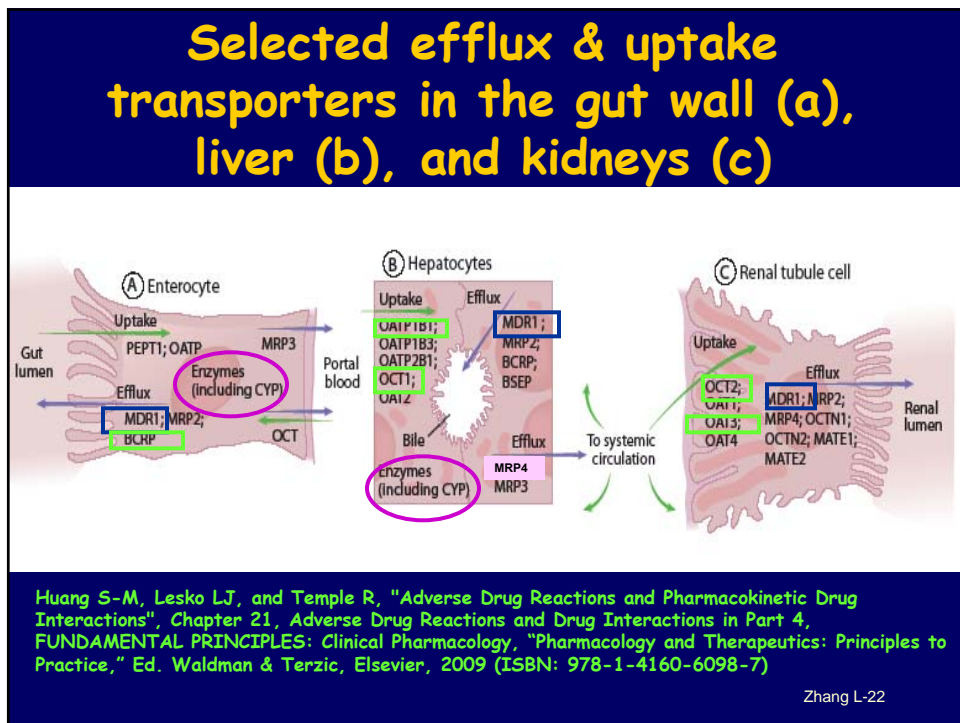 Selected efflux & uptake
transporters in the gut wall (a),
liver (b), and kidneys (c)
A Enterocyte
Uptake
PEPT1; OATP
MRP3
Gut
lumen
Enzymes
(including CYP)
Efflux
MDR1; MRP2;
BCRP
OCT
Portal
blood
B Hepatocytes
Uptake
OATP1B1;
OATP1B3;
OATP2B1;
OCT1;
OAT2
Efflux
MDR1;
MRP2;
BCRP;
BSEP
Bile
Enzymes
(including CYP)
Efflux
MRP4
MRP3
To systemic
circulation
C Renal tubule cell
Uptake
OCT2;
OAT1;
OAT3;
OAT4
Efflux
MDR1; MRP2;
MRP4; OCTN1;
OCTN2; MATE1;
MATE2
Renal
lumen
Huang S-M, Lesko LJ, and Temple R, "Adverse Drug Reactions and Pharmacokinetic Drug
Interactions", Chapter 21, Adverse Drug Reactions and Drug Interactions in Part 4,
FUNDAMENTAL PRINCIPLES: Clinical Pharmacology, “Pharmacology and Therapeutics: Principles to
Practice,” Ed. Waldman & Terzic, Elsevier, 2009 (ISBN: 978-1-4160-6098-7)
Zhang L-22